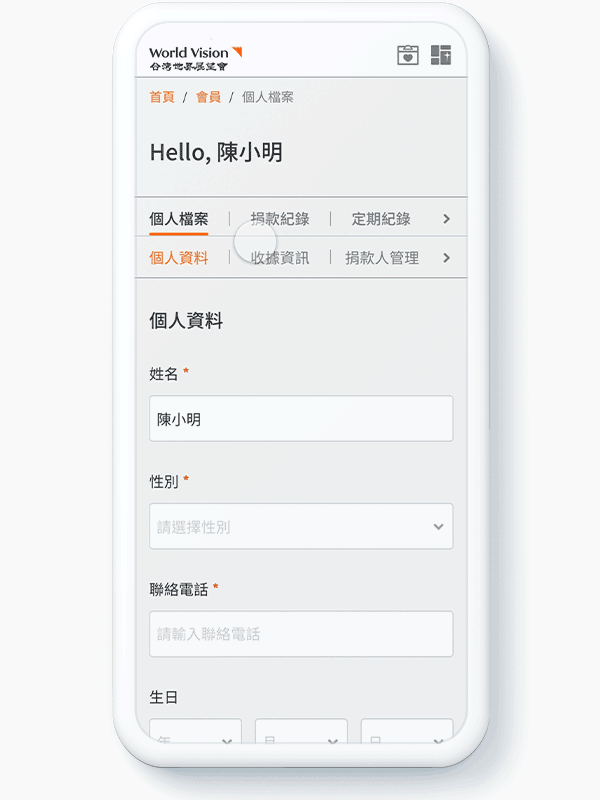 World Vision
台灣世界展望會
首頁 / 會員 / 個人檔案
Hello, 陳小明
個人檔案 | 捐款紀錄 | 定期紀錄
個人資料 | 收據資訊 | 捐款人管理
個人資料
姓名 *
陳小明
性別 *
請選擇性別
聯絡電話 *
請輸入聯絡電話
生日
年 月 日